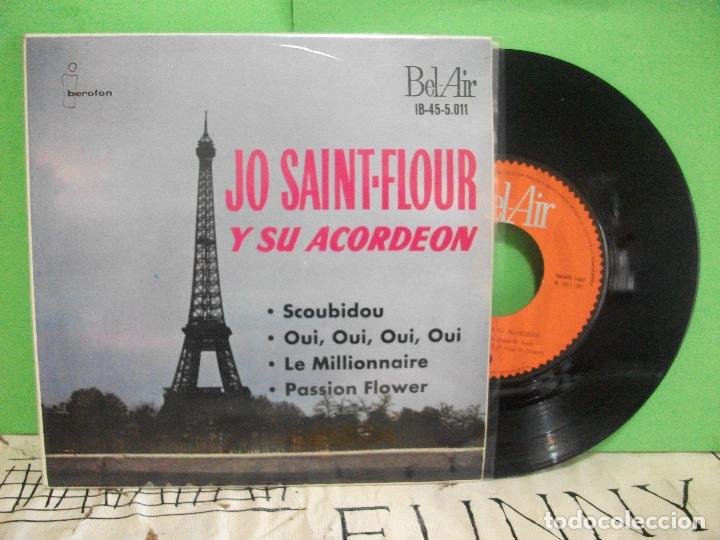 iberofon
Bel-Air
IB-45-5.011
JO SAINT-FLOUR
Y SU ACORDEON
• Scoubidou
• Oui, Oui, Oui, Oui
• Le Millionnaire
• Passion Flower
Bel-Air
FUNNY
todocoleccion